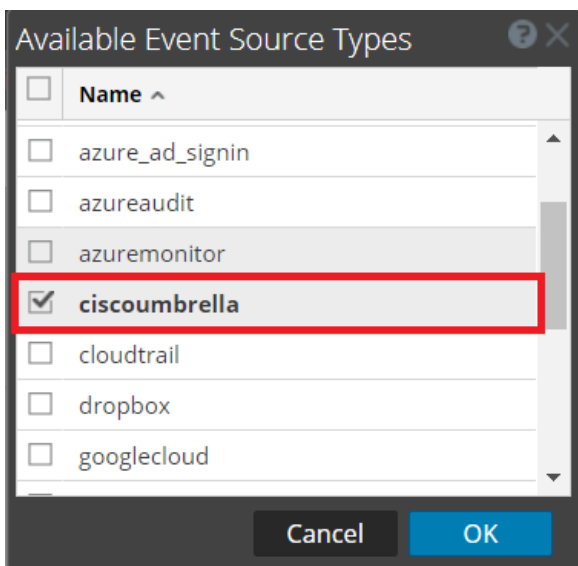 Available Event Source Types
Name
azure_ad_signin
azureaudit
azuremonitor
ciscoumbrella
cloudtrail
dropbox
googlecloud
Cancel OK